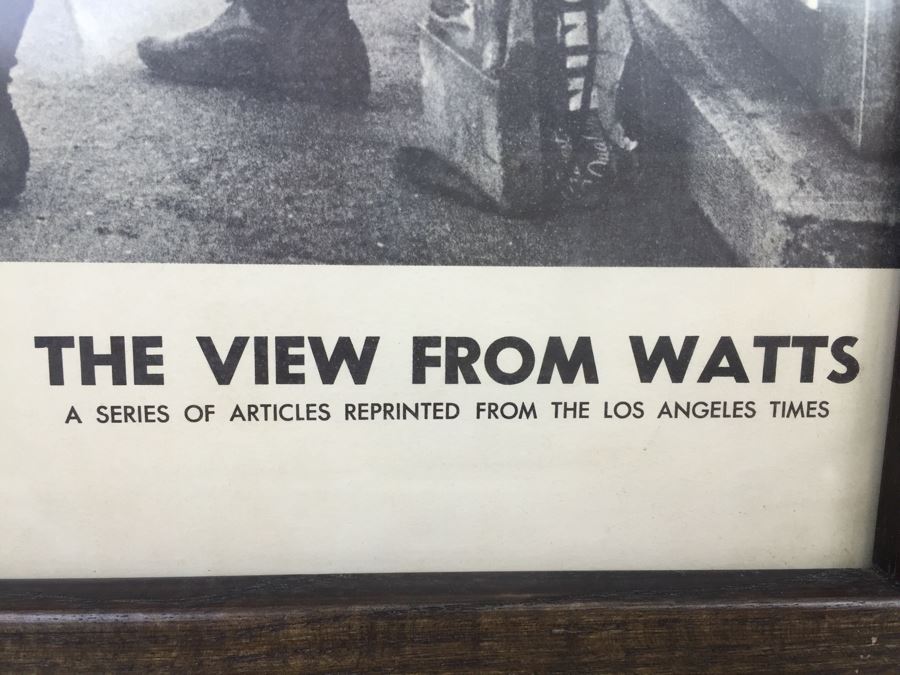 THE VIEW FROM WATTS
A SERIES OF ARTICLES REPRINTED FROM THE LOS ANGELES TIMES